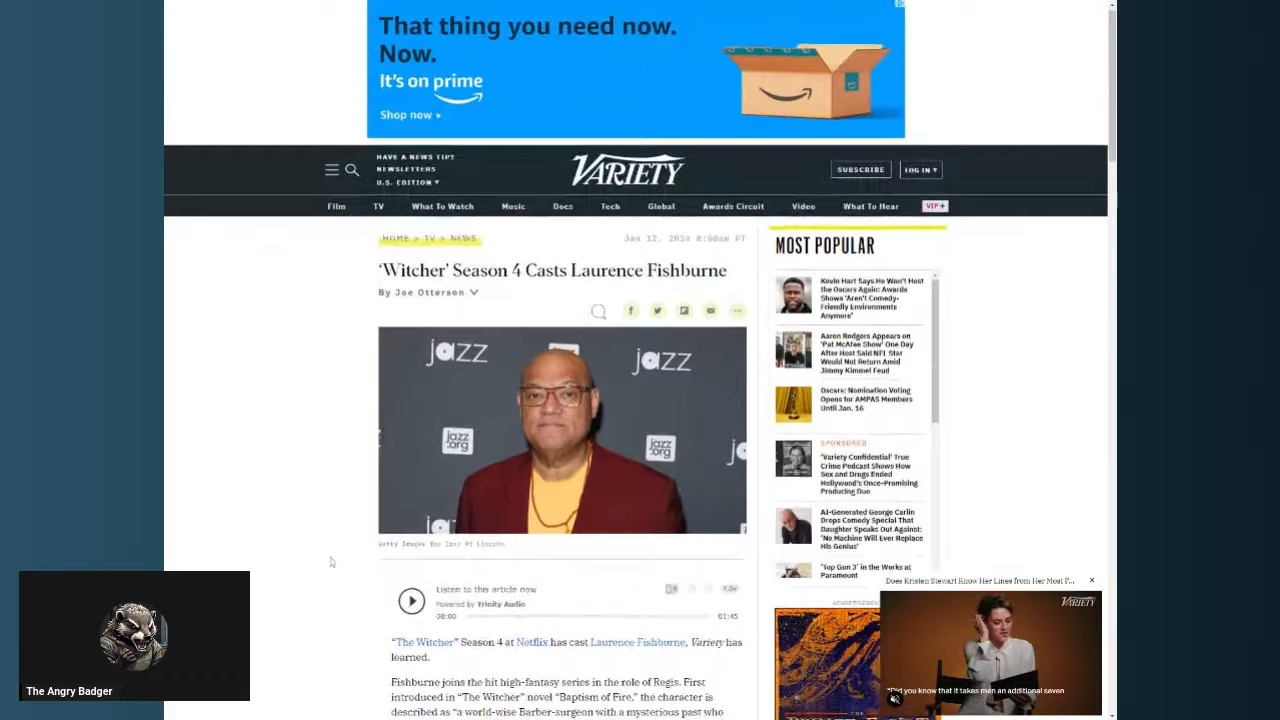 That thing you need now.
Now.
It's on prime
Shop now
HAVE A NEWS TIP?
NEWSLETTERS
U.S. EDITION
VARIETY
SUBSCRIBE
LOG IN
Film
TV
What To Watch
Music
Docs
Tech
Global
Awards Circuit
Video
What To Hear
VIP+
HOME > TV > NEWS
Jan 12, 2024 8:00am PT
'Witcher' Season 4 Casts Laurence Fishburne
By Joe Otterson
jazz
jazz
jazz
.org
jazz
.org
Getty Images for Jazz At Lincoln
Listen to this article now
Powered by Trinity Audio
00:00
1.0x
01:45
"The Witcher" Season 4 at Netflix has cast Laurence Fishburne, Variety has
learned.
Fishburne joins the hit high-fantasy series in the role of Regis. First
introduced in "The Witcher" novel "Baptism of Fire," the character is
described as "a world-wise Barber-surgeon with a mysterious past who
MOST POPULAR
Kevin Hart Says He Won't Host
the Oscars Again: Awards
Shows 'Aren't Comedy-
Friendly Environments
Anymore'
Aaron Rodgers Appears on
'Pat McAfee Show' One Day
After Host Said NFL Star
Would Not Return Amid
Jimmy Kimmel Feud
Oscars: Nomination Voting
Opens for AMPAS Members
Until Jan. 16
SPONSORED
'Variety Confidential' True
Crime Podcast Shows How
Sex and Drugs Ended
Hollywood's Once-Promising
Producing Duo
AI-Generated George Carlin
Drops Comedy Special That
Daughter Speaks Out Against:
'No Machine Will Ever Replace
His Genius'
'Top Gun 3' in the Works at
Paramount
ADVERTISEMENT
Does Kristen Stewart Know Her Lines from Her Most F...
VARIETY
"Did you know that it takes men an additional seven
The Angry Badger